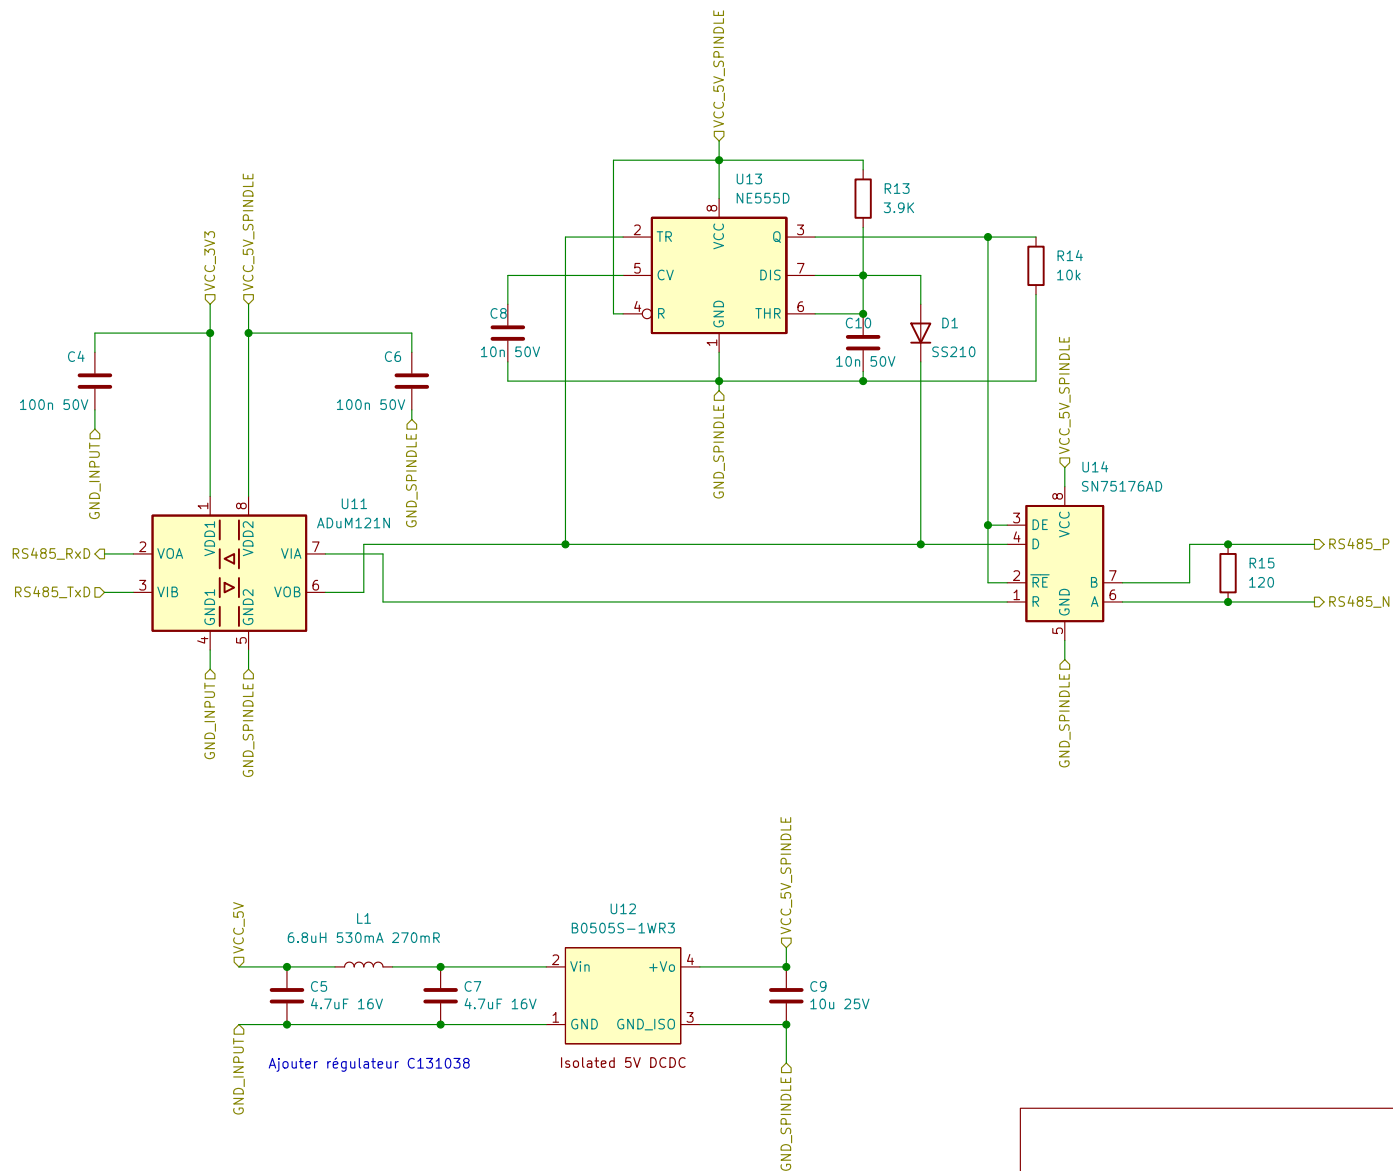 VCC_5V_SPINDLE
U13
NE555D
R13
3.9K
8
VCC
2
TR
Q
3
5
CV
DIS
7
4
R
THR
6
GND
1
R14
10k
C8
10n 50V
C10
10n 50V
D1
SS210
GND_SPINDLE
VCC_3V3
VCC_5V_SPINDLE
C4
100n 50V
GND_INPUT
C6
100n 50V
GND_SPINDLE
U11
ADuM121N
1
8
VDD1
VDD2
RS485_RxD
2
VOA
VIA
7
RS485_TxD
3
VIB
VOB
6
GND1
GND2
4
5
GND_INPUT
GND_SPINDLE
VCC_5V_SPINDLE
U14
SN75176AD
8
VCC
3
DE
4
D
2
RE
1
R
B
7
A
6
GND
5
R15
120
RS485_P
RS485_N
GND_SPINDLE
VCC_5V
L1
6.8uH 530mA 270mR
C5
4.7uF 16V
C7
4.7uF 16V
GND_INPUT
Ajouter régulateur C131038
U12
B0505S-1WR3
2
Vin
+Vo
4
1
GND
GND_ISO
3
Isolated 5V DCDC
VCC_5V_SPINDLE
C9
10u 25V
GND_SPINDLE